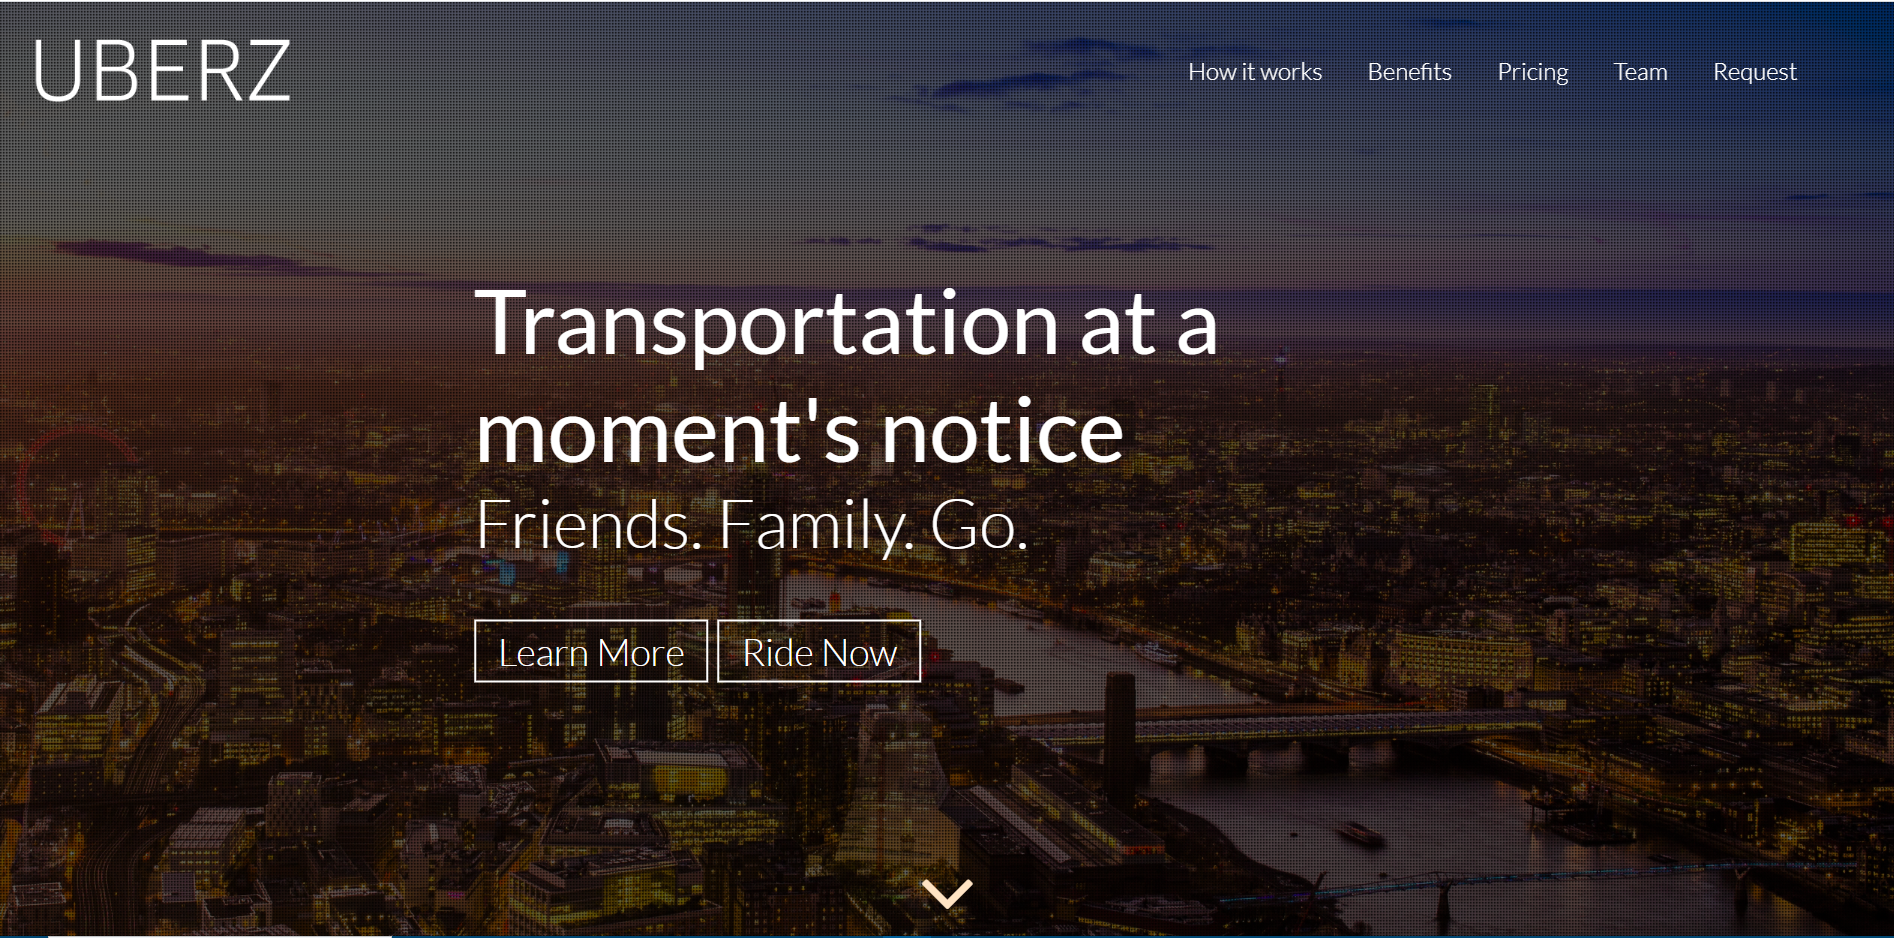 UBERZ
How it works
Benefits
Pricing
Team
Request
Transportation at a
moment's notice
Friends. Family. Go.
Learn More
Ride Now